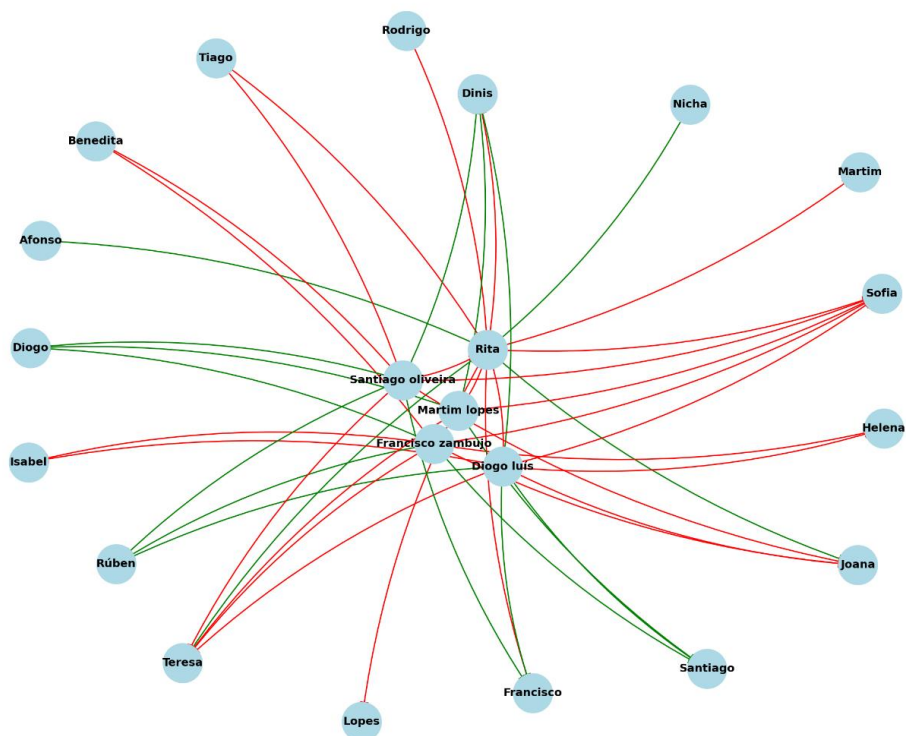 Rodrigo
Tiago
Dinis
Nicha
Benedita
Martim
Afonso
Sofia
Diogo
Rita
Santiago oliveira
Martim lopes
Helena
Francisco zambujo
Isabel
Diogo luís
Rúben
Joana
Teresa
Santiago
Francisco
Lopes